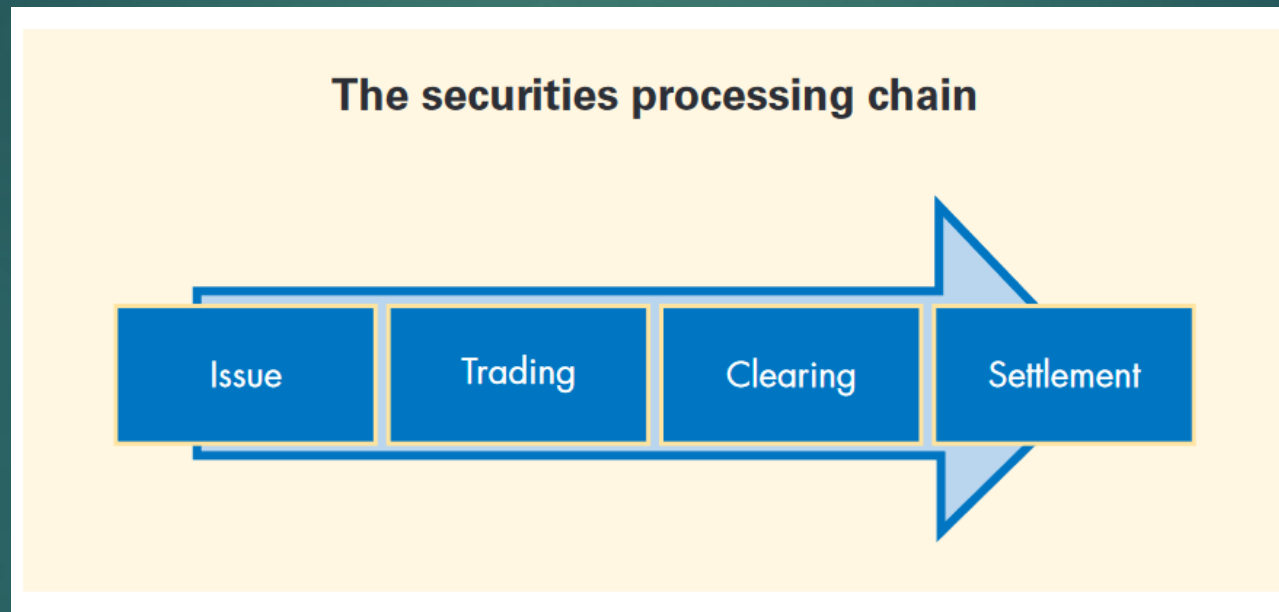 The securities processing chain
Issue
Trading
Clearing
Settlement